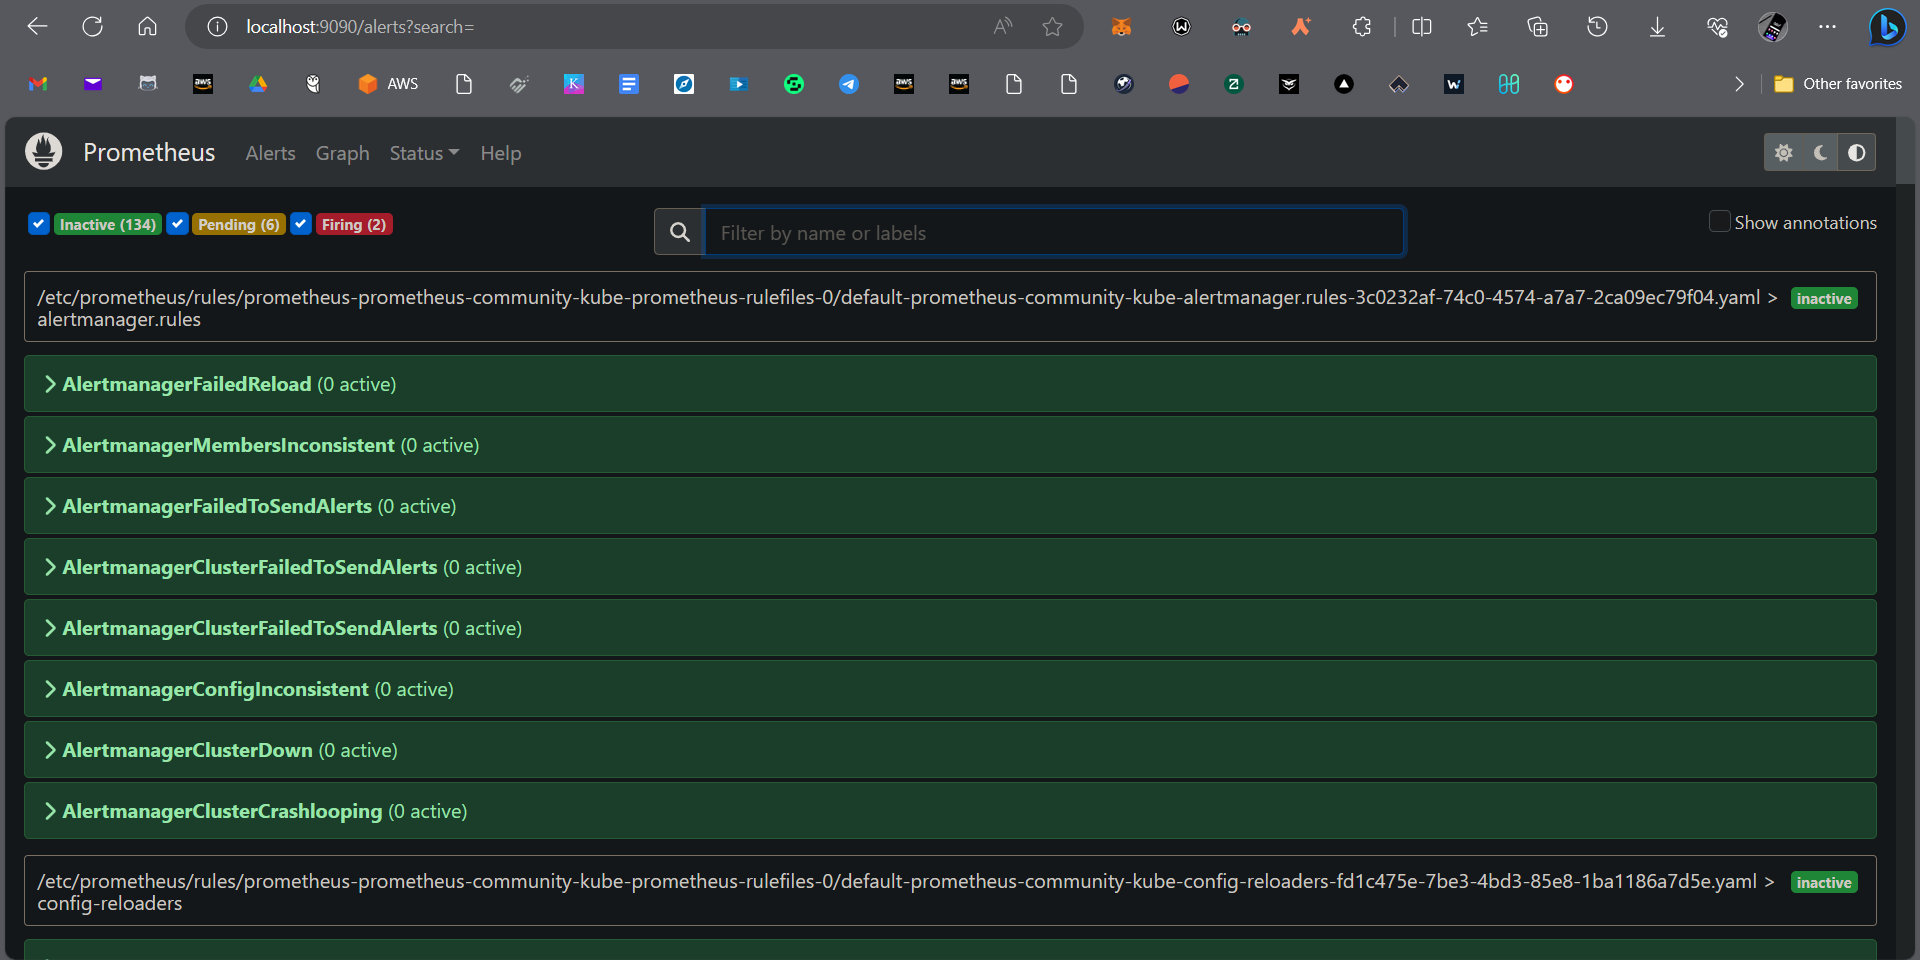 localhost:9090/alerts?search=
AWS
Other favorites
Prometheus Alerts Graph Status Help
Inactive (134) Pending (6) Firing (2)
Filter by name or labels
Show annotations
/etc/prometheus/rules/prometheus-prometheus-community-kube-prometheus-rulefiles-0/default-prometheus-community-kube-alertmanager.rules-3c0232af-74c0-4574-a7a7-2ca09ec79f04.yaml > inactive
alertmanager.rules
AlertmanagerFailedReload (0 active)
AlertmanagerMembersInconsistent (0 active)
AlertmanagerFailedToSendAlerts (0 active)
AlertmanagerClusterFailedToSendAlerts (0 active)
AlertmanagerClusterFailedToSendAlerts (0 active)
AlertmanagerConfigInconsistent (0 active)
AlertmanagerClusterDown (0 active)
AlertmanagerClusterCrashlooping (0 active)
/etc/prometheus/rules/prometheus-prometheus-community-kube-prometheus-rulefiles-0/default-prometheus-community-kube-config-reloaders-fd1c475e-7be3-4bd3-85e8-1ba1186a7d5e.yaml > inactive
config-reloaders